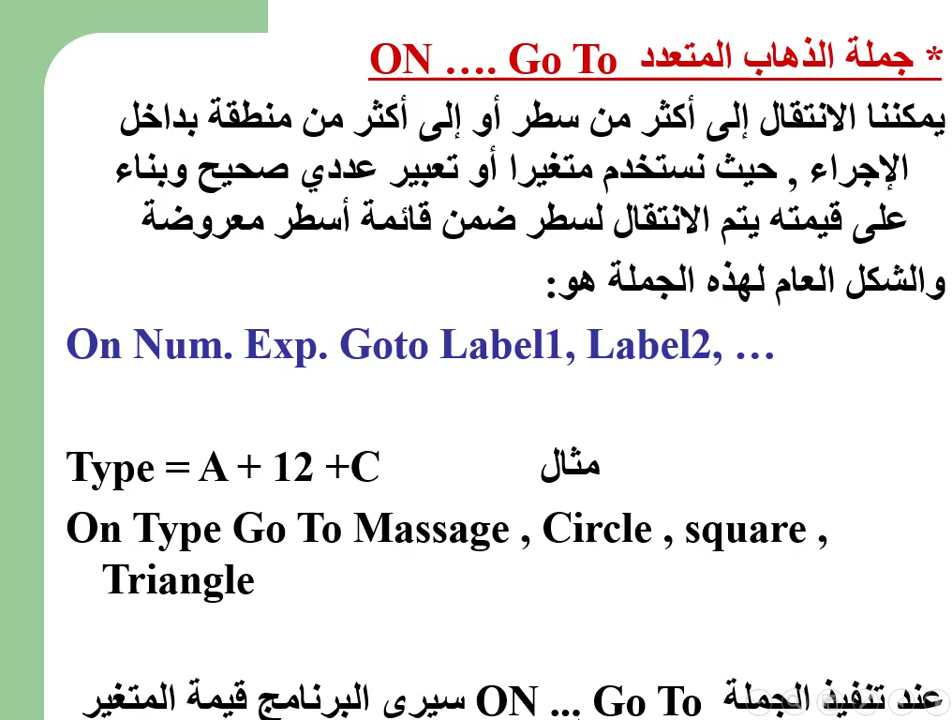 * جملة الذهاب المتعدد ON …. Go To
يمكننا الانتقال إلى أكثر من سطر أو إلى أكثر من منطقة بداخل
الإجراء , حيث نستخدم متغيرا أو تعبير عددي صحيح وبناء
على قيمته يتم الانتقال لسطر ضمن قائمة أسطر معروضة
والشكل العام لهذه الجملة هو:
On Num. Exp. Goto Label1, Label2, …
Type = A + 12 +C مثال
On Type Go To Massage , Circle , square ,
Triangle
عند تنفيذ الجملة ON ... Go To سيرى البرنامج قيمة المتغير